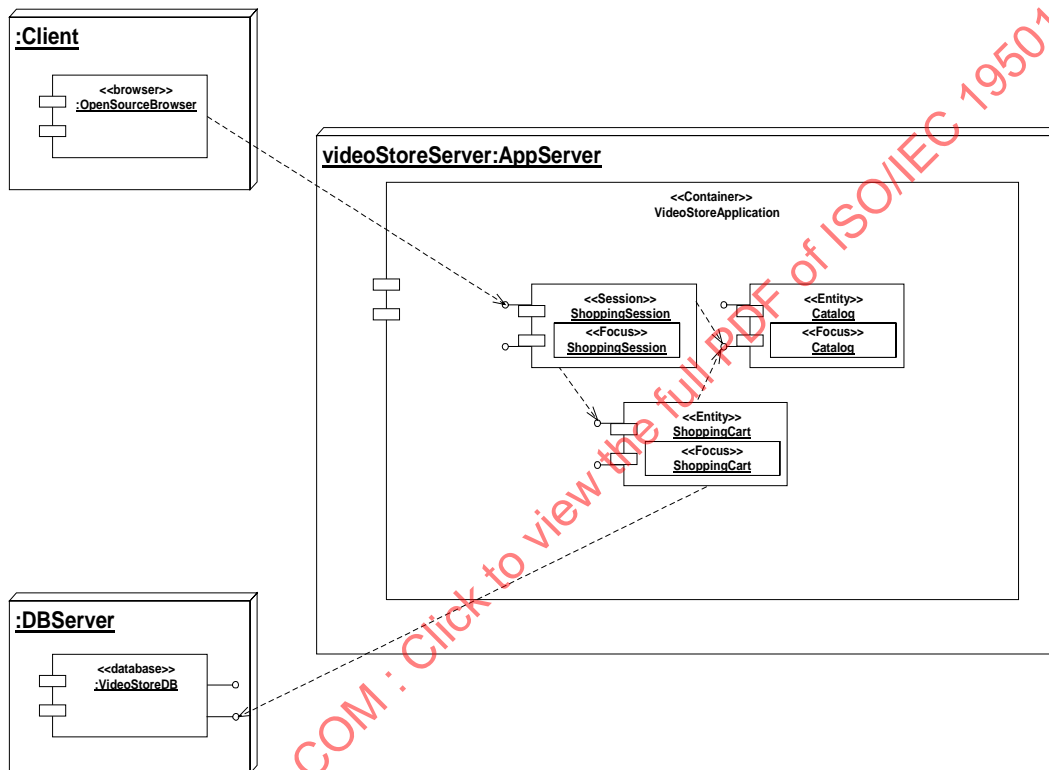 :Client
<<browser>>
:OpenSourceBrowser
videoStoreServer:AppServer
<<Container>>
VideoStoreApplication
<<Session>>
ShoppingSession
<<Focus>>
ShoppingSession
<<Entity>>
Catalog
<<Focus>>
Catalog
<<Entity>>
ShoppingCart
<<Focus>>
ShoppingCart
:DBServer
<<database>>
:VideoStoreDB
COM : Click to view the full PDF of ISO/IEC 19501